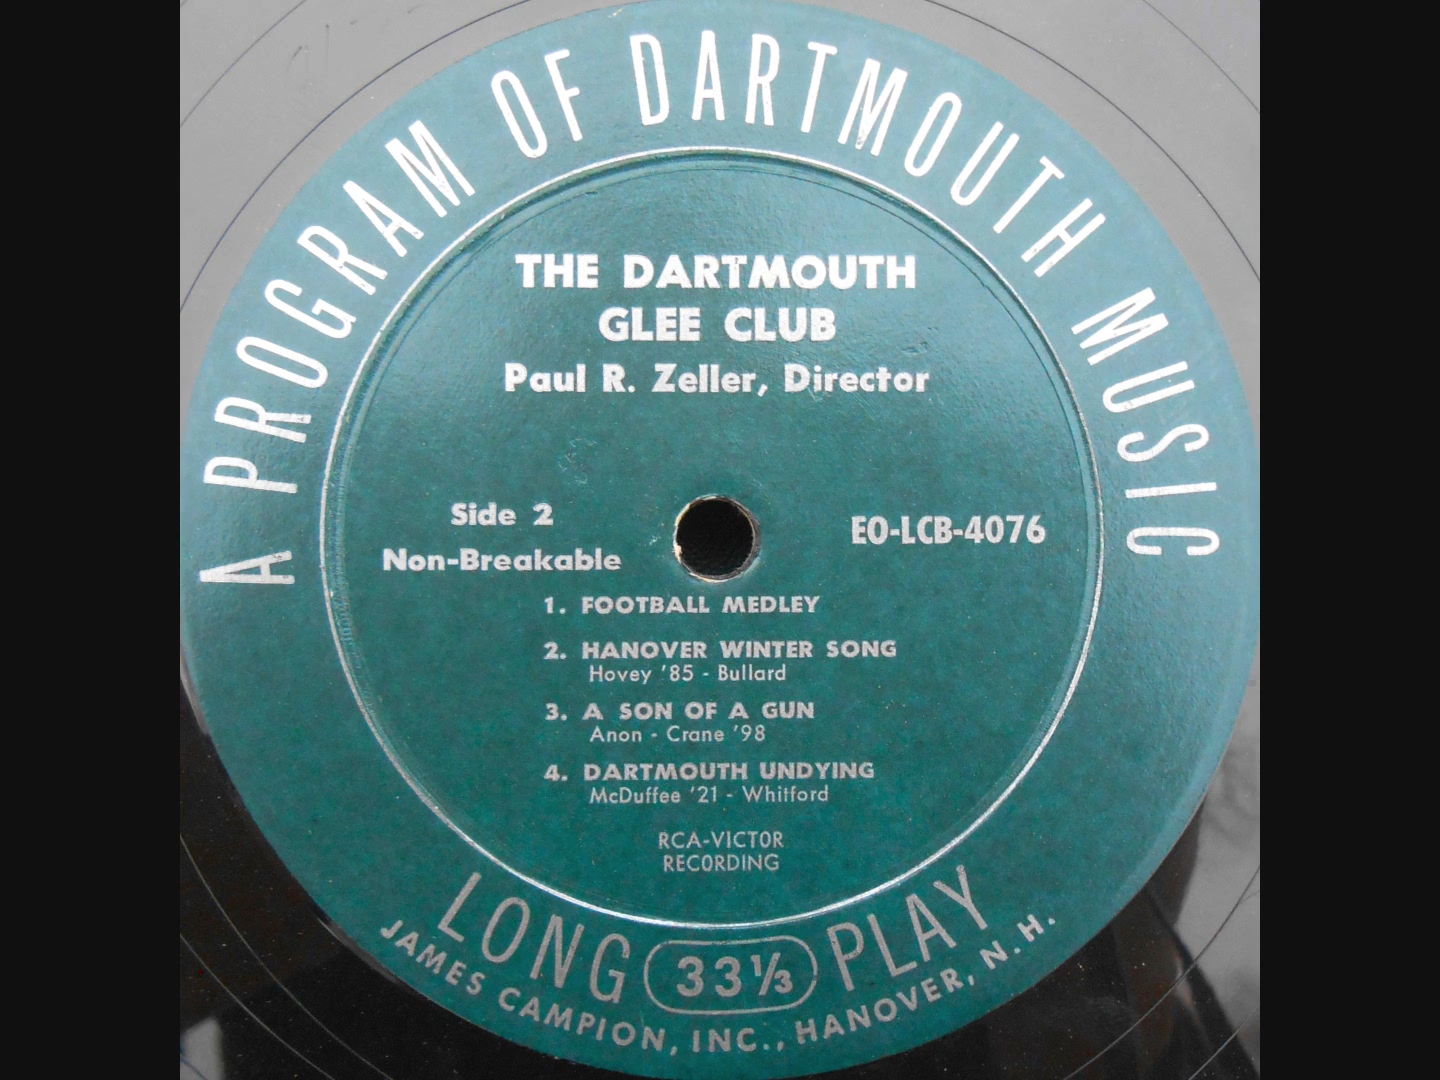 A PROGRAM OF DARTMOUTH MUSIC
THE DARTMOUTH
GLEE CLUB
Paul R. Zeller, Director
Side 2
Non-Breakable
EO-LCB-4076
1. FOOTBALL MEDLEY
2. HANOVER WINTER SONG
Hovey '85 - Bullard
3. A SON OF A GUN
Anon - Crane '98
4. DARTMOUTH UNDYING
McDuffee '21 - Whitford
RCA-VICTOR
RECORDING
LONG 33⅓ PLAY
JAMES CAMPION, INC., HANOVER, N.H.